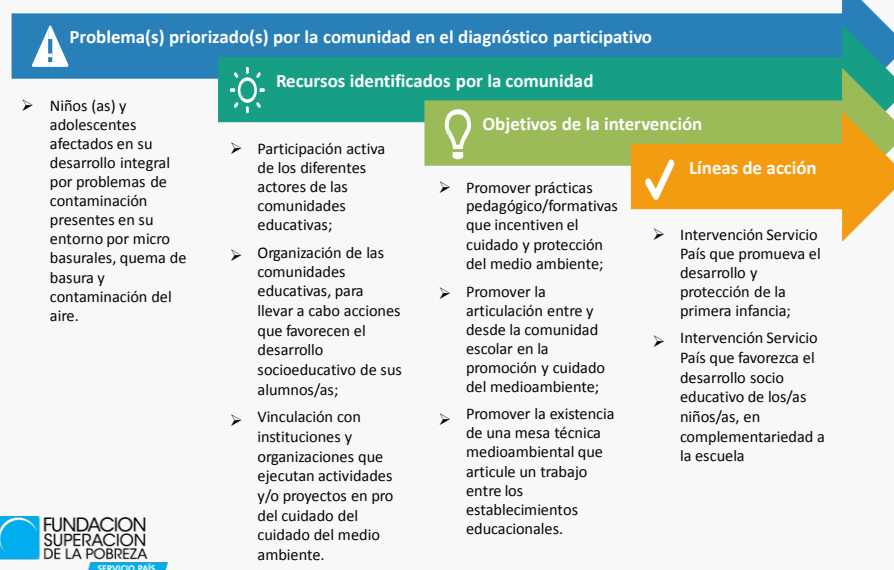 Problema(s) priorizado(s) por la comunidad en el diagnóstico participativo
Niños (as) y
adolescentes
afectados en su
desarrollo integral
por problemas de
contaminación
presentes en su
entorno por micro
basurales, quema de
basura y
contaminación del
aire.
Recursos identificados por la comunidad
Participación activa
de los diferentes
actores de las
comunidades
educativas;
Organización de las
comunidades
educativas, para
llevar a cabo acciones
que favorecen el
desarrollo
socioeducativo de sus
alumnos/as;
Vinculación con
instituciones y
organizaciones que
ejecutan actividades
y/o proyectos en pro
del cuidado del
cuidado del medio
ambiente.
Objetivos de la intervención
Promover prácticas
pedagógico/formativas
que incentiven el
cuidado y protección
del medio ambiente;
Promover la
articulación entre y
desde la comunidad
escolar en la
promoción y cuidado
del medioambiente;
Promover la existencia
de una mesa técnica
medioambiental que
articule un trabajo
entre los
establecimientos
educacionales.
Líneas de acción
Intervención Servicio
País que promueva el
desarrollo y
protección de la
primera infancia;
Intervención Servicio
País que favorezca el
desarrollo socio
educativo de los/as
niños/as, en
complementariedad a
la escuela
FUNDACION
SUPERACION
DE LA POBREZA
SERVICIO PAÍS